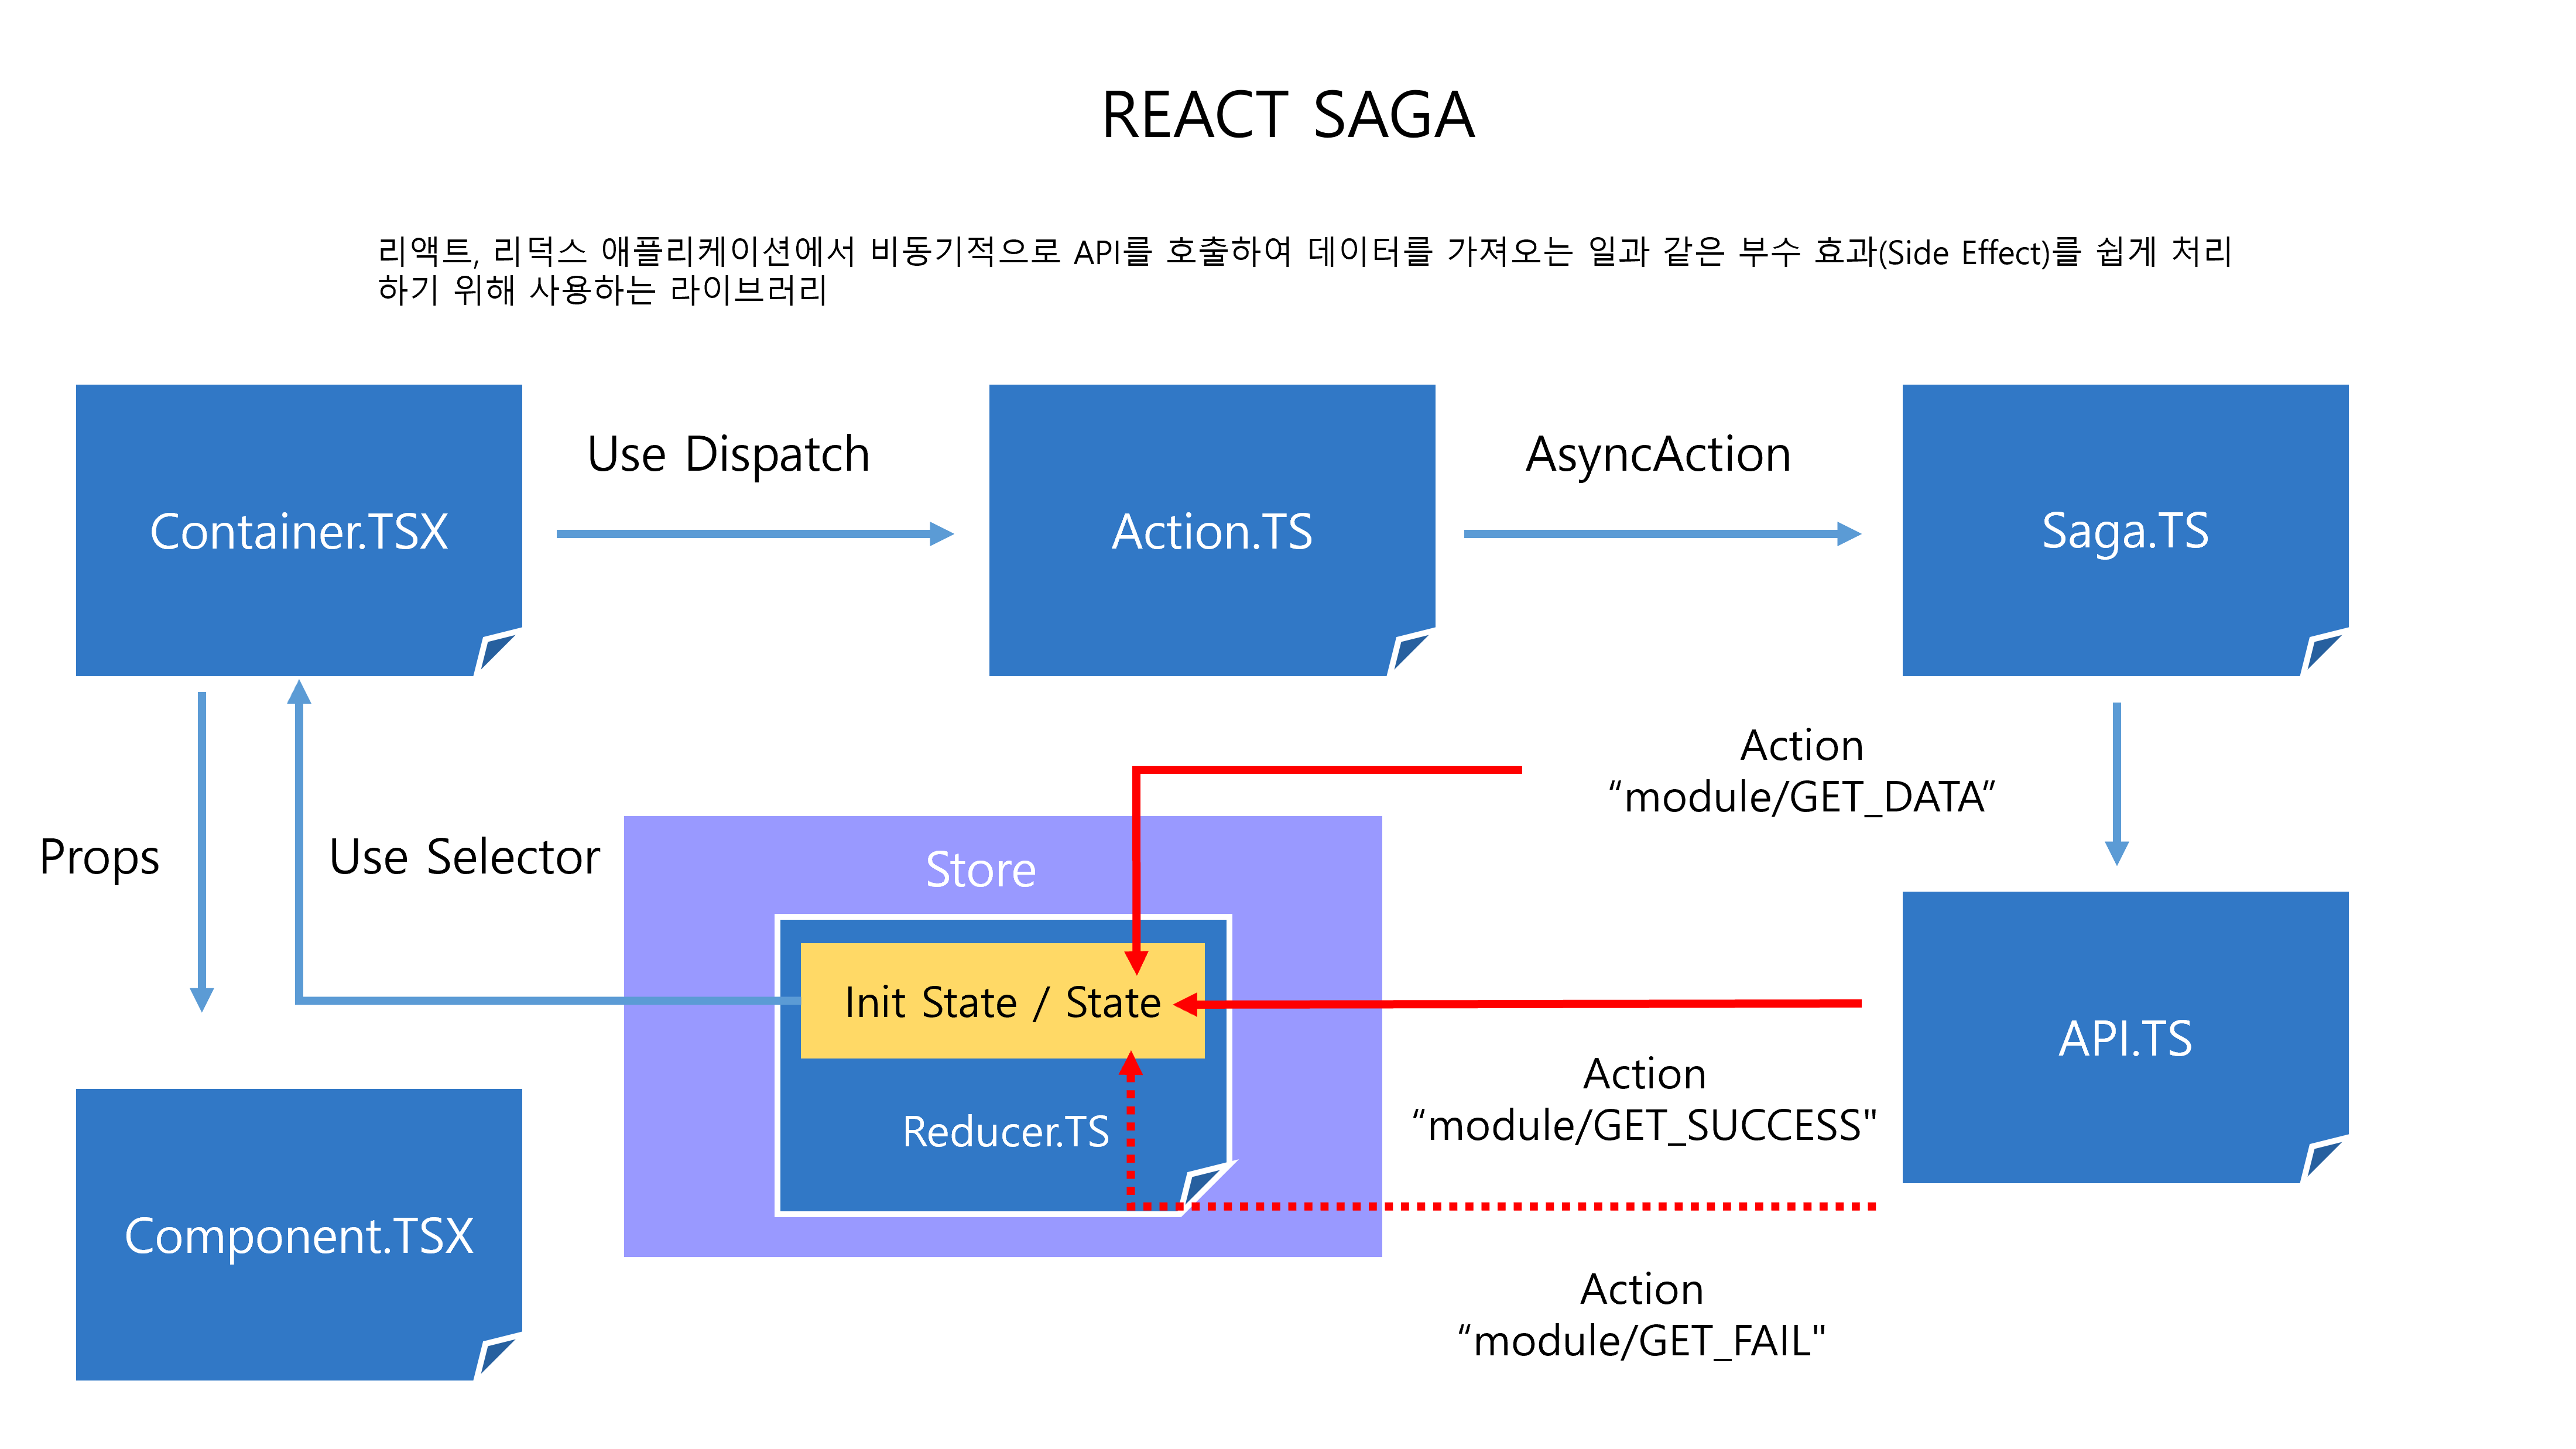 REACT SAGA
리액트, 리덕스 애플리케이션에서 비동기적으로 API를 호출하여 데이터를 가져오는 일과 같은 부수 효과(Side Effect)를 쉽게 처리
하기 위해 사용하는 라이브러리
Container.TSX
Use Dispatch
Action.TS
AsyncAction
Saga.TS
Action
“module/GET_DATA”
Props
Use Selector
Store
Init State / State
Reducer.TS
API.TS
Action
“module/GET_SUCCESS"
Component.TSX
Action
“module/GET_FAIL"